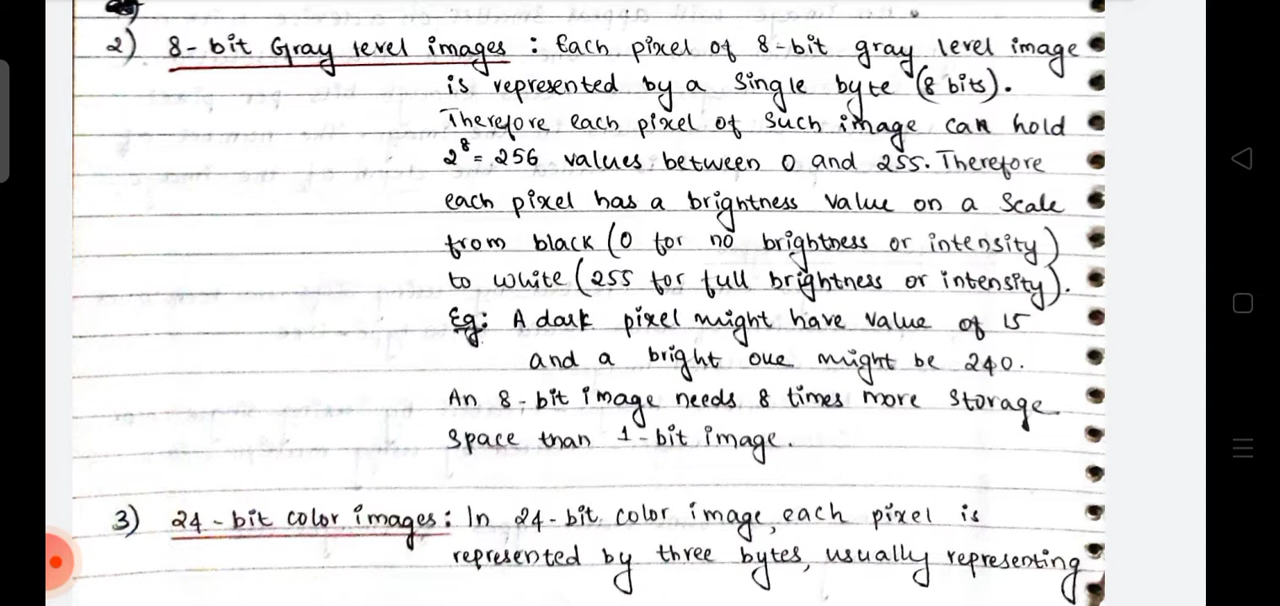 2) 8-bit Gray level images : Each pixel of 8-bit gray level image
is represented by a single byte (8 bits).
Therefore each pixel of such image can hold
2⁸ = 256 values between 0 and 255. Therefore
each pixel has a brightness value on a scale
from black (0 for no brightness or intensity)
to white (255 for full brightness or intensity).
Eg: A dark pixel might have value of 15
and a bright one might be 240.
An 8-bit image needs 8 times more storage
space than 1-bit image.
3) 24-bit color images : In 24-bit color image, each pixel is
represented by three bytes, usually representing